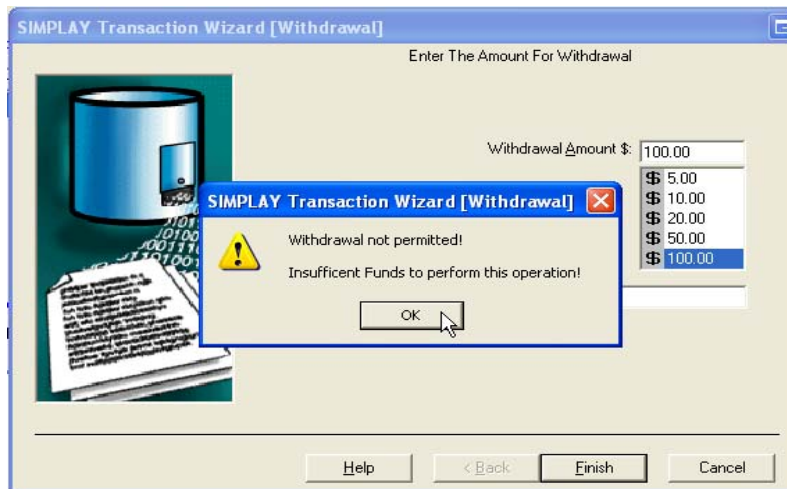 SIMPLAY Transaction Wizard [Withdrawal]
Enter The Amount For Withdrawal
Withdrawal Amount $: 100.00
$ 5.00
$ 10.00
$ 20.00
$ 50.00
$ 100.00
SIMPLAY Transaction Wizard [Withdrawal]
Withdrawal not permitted!
Insufficent Funds to perform this operation!
OK
Help < Back Finish Cancel